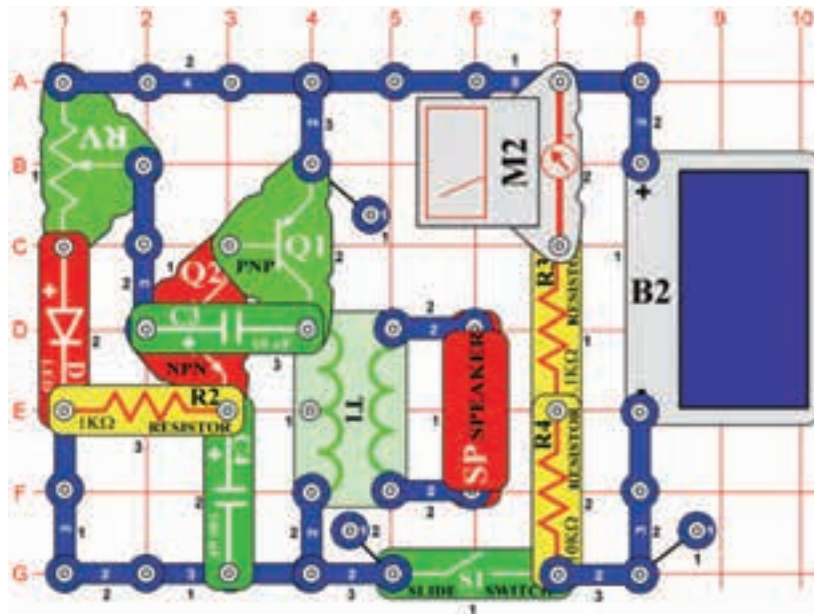 1 2 3 4 5 6 7 8 9 10
A
B
C
D
E
F
G
RV
M2
B2
+
Q1
PNP
Q2
NPN
C3
+
D
LED
R2
1KΩ
RESISTOR
C4
+
T1
SP
SPEAKER
R3
RESISTOR
1KΩ
R4
RESISTOR
S1
SLIDE SWITCH